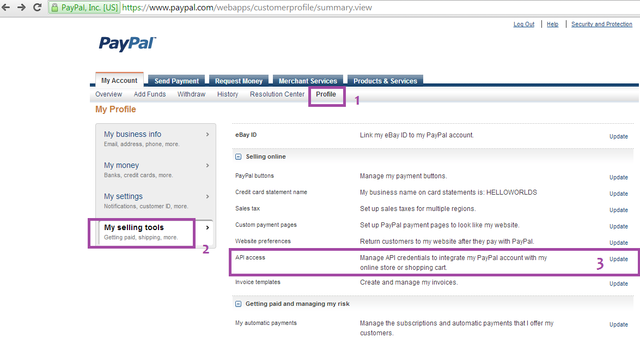 PayPal, Inc. [US] https://www.paypal.com/webapps/customerprofile/summary.view
Log Out | Help | Security and Protection
PayPal
My Account Send Payment Request Money Merchant Services Products & Services
Overview Add Funds Withdraw History Resolution Center Profile
1
My Profile
My business info
Email, address, phone, more.
My money
Banks, credit cards, more.
My settings
Notifications, customer ID, more.
My selling tools
Getting paid, shipping, more.
2
eBay ID Link my eBay ID to my PayPal account. Update
Selling online
PayPal buttons Manage my payment buttons. Update
Credit card statement name My business name on card statements is: HELLOWORLDS Update
Sales tax Set up sales taxes for multiple regions. Update
Custom payment pages Set up PayPal payment pages to look like my website. Update
Website preferences Return customers to my website after they pay with PayPal. Update
API access Manage API credentials to integrate my PayPal account with my 3 Update
online store or shopping cart.
Invoice templates Create and manage my invoices. Update
Getting paid and managing my risk
My automatic payments Manage the subscriptions and automatic payments that I offer my Update
customers.